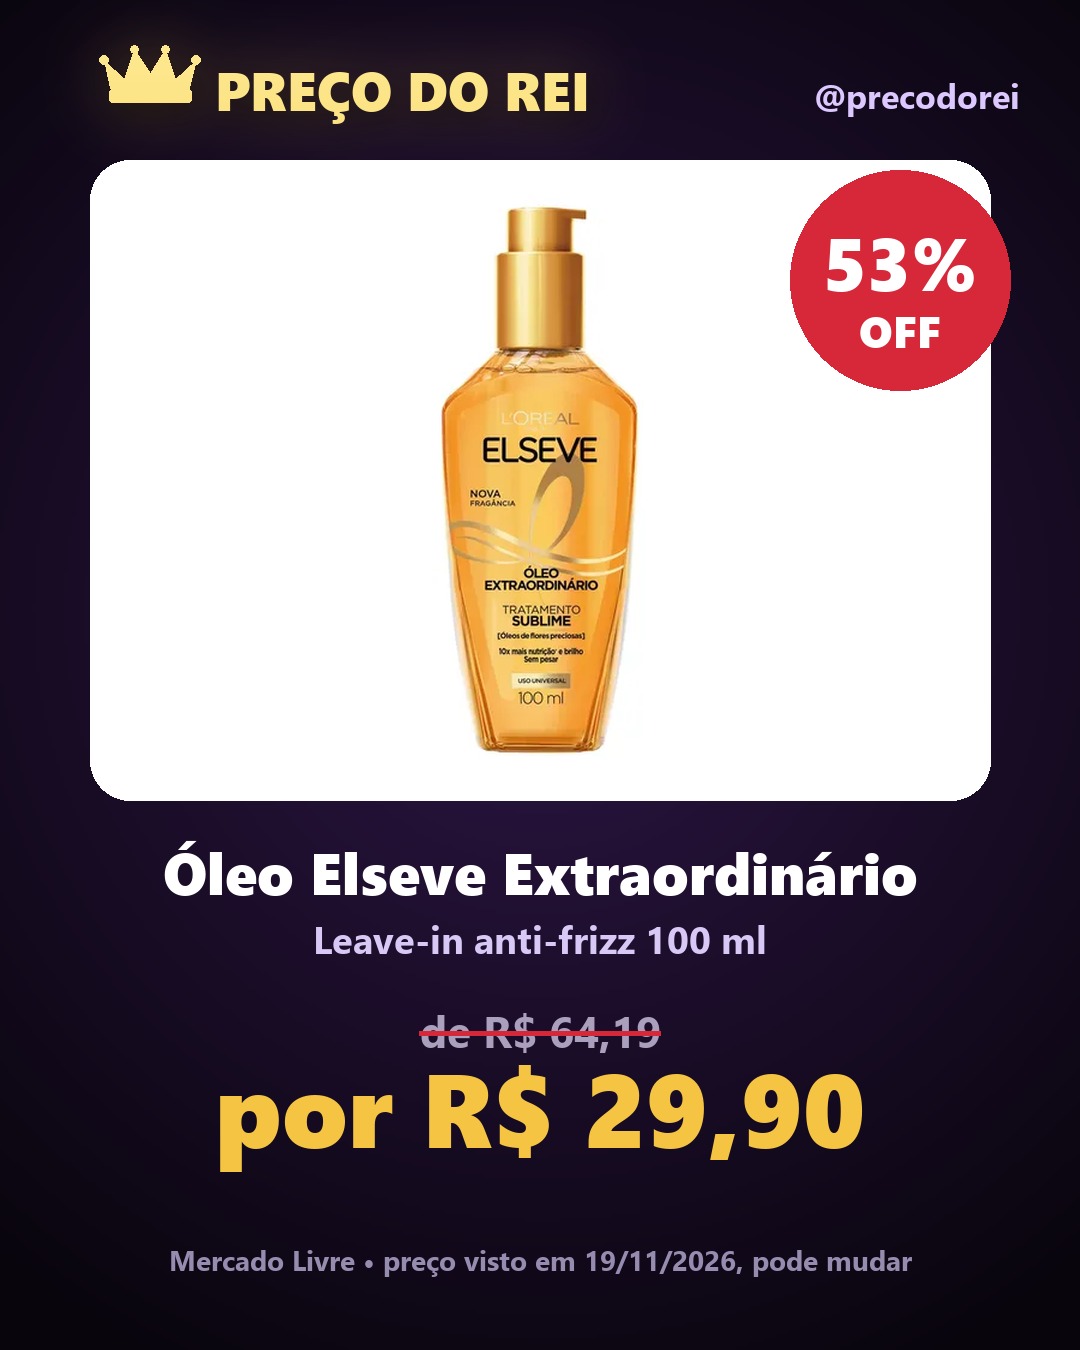 PREÇO DO REI
@precodorei
53%
OFF
L'ORÉAL
ELSEVE
NOVA
FRAGÂNCIA
ÓLEO
EXTRAORDINÁRIO
TRATAMENTO
SUBLIME
[Óleos de flores preciosas]
10x mais nutrição¹ e brilho
Sem pesar
USO UNIVERSAL
100 ml
Óleo Elseve Extraordinário
Leave-in anti-frizz 100 ml
de R$ 64,19
por R$ 29,90
Mercado Livre • preço visto em 19/11/2026, pode mudar